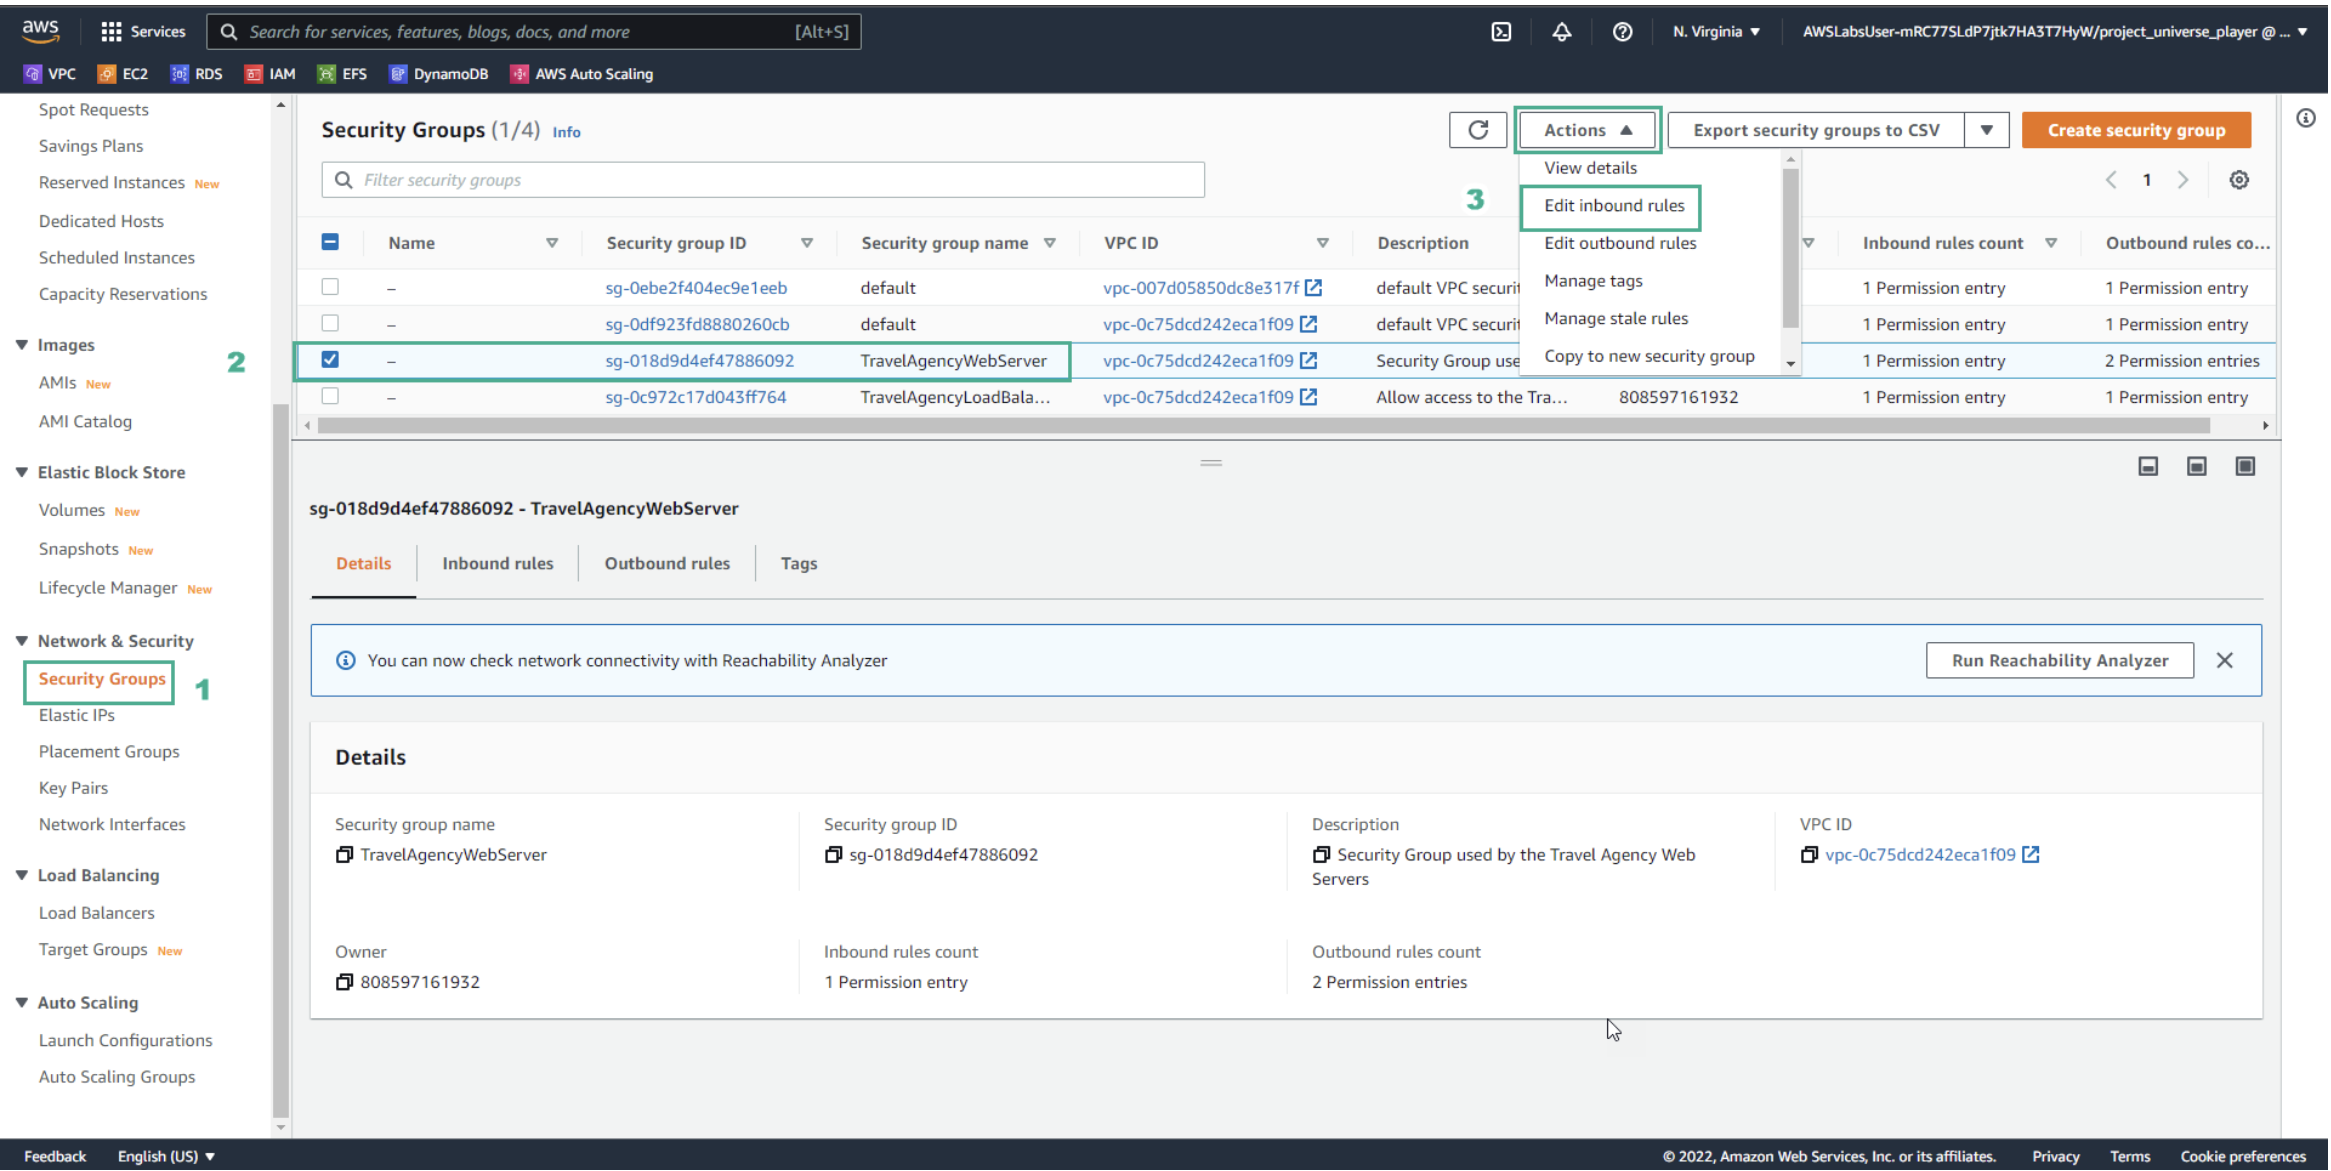 aws Services Search for services, features, blogs, docs, and more [Alt+S] N. Virginia ▼ AWSLabsUser-mRC77SLdP7jtk7HA3T7HyW/project_universe_player @ ... ▼
VPC EC2 RDS IAM EFS DynamoDB AWS Auto Scaling
Spot Requests
Savings Plans
Reserved Instances New
Dedicated Hosts
Scheduled Instances
Capacity Reservations
▼ Images
AMIs New
AMI Catalog
▼ Elastic Block Store
Volumes New
Snapshots New
Lifecycle Manager New
▼ Network & Security
Security Groups 1
Elastic IPs
Placement Groups
Key Pairs
Network Interfaces
▼ Load Balancing
Load Balancers
Target Groups New
▼ Auto Scaling
Launch Configurations
Auto Scaling Groups
Security Groups (1/4) Info Actions ▲ Export security groups to CSV ▼ Create security group
Filter security groups < 1 >
View details
3 Edit inbound rules
Edit outbound rules
Manage tags
Manage stale rules
Copy to new security group
Name Security group ID Security group name VPC ID Description Inbound rules count Outbound rules co...
– sg-0ebe2f404ec9e1eeb default vpc-007d05850dc8e317f default VPC securit 1 Permission entry 1 Permission entry
– sg-0df923fd8880260cb default vpc-0c75dcd242eca1f09 default VPC securit 1 Permission entry 1 Permission entry
2 – sg-018d9d4ef47886092 TravelAgencyWebServer vpc-0c75dcd242eca1f09 Security Group use 1 Permission entry 2 Permission entries
– sg-0c972c17d043ff764 TravelAgencyLoadBala... vpc-0c75dcd242eca1f09 Allow access to the Tra... 808597161932 1 Permission entry 1 Permission entry
sg-018d9d4ef47886092 - TravelAgencyWebServer
Details Inbound rules Outbound rules Tags
You can now check network connectivity with Reachability Analyzer Run Reachability Analyzer
Details
Security group name Security group ID Description VPC ID
TravelAgencyWebServer sg-018d9d4ef47886092 Security Group used by the Travel Agency Web vpc-0c75dcd242eca1f09
Servers
Owner Inbound rules count Outbound rules count
808597161932 1 Permission entry 2 Permission entries
Feedback English (US) ▼ © 2022, Amazon Web Services, Inc. or its affiliates. Privacy Terms Cookie preferences